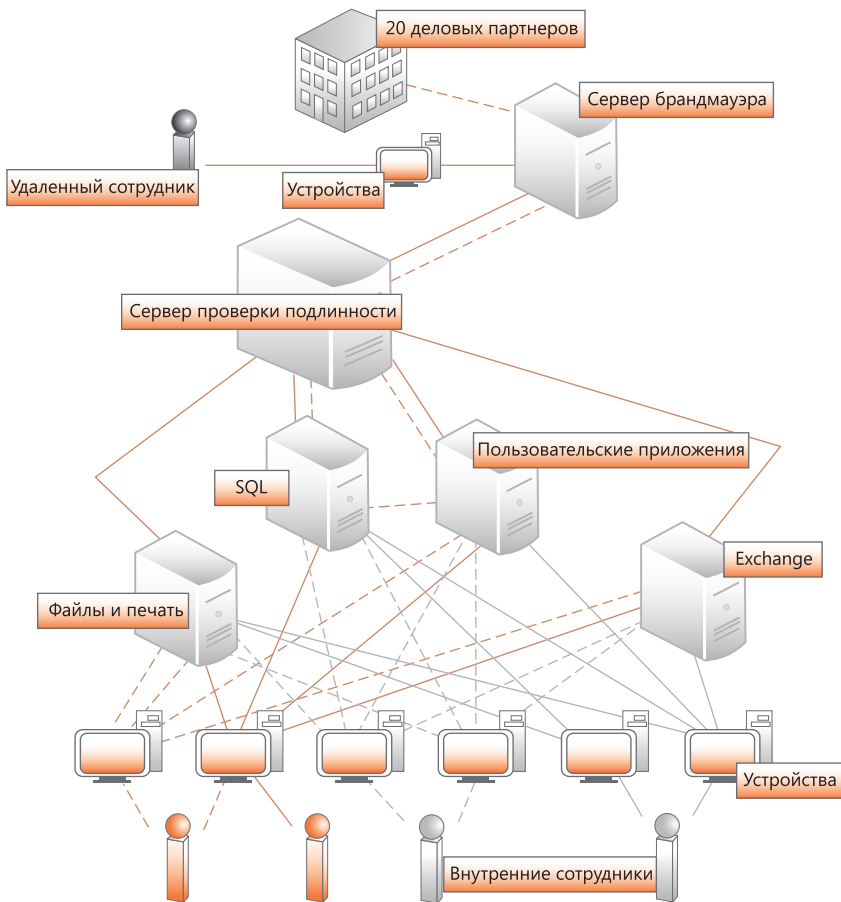 20 деловых партнеров
Сервер брандмауэра
Удаленный сотрудник
Устройства
Сервер проверки подлинности
Пользовательские приложения
SQL
Exchange
Файлы и печать
Устройства
Внутренние сотрудники